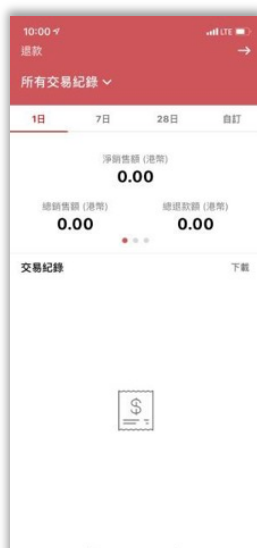 10:00
LTE
退款
所有交易紀錄
1日 7日 28日 自訂
淨銷售額 (港幣)
0.00
總銷售額 (港幣) 總退款額 (港幣)
0.00 0.00
交易紀錄 下載
$